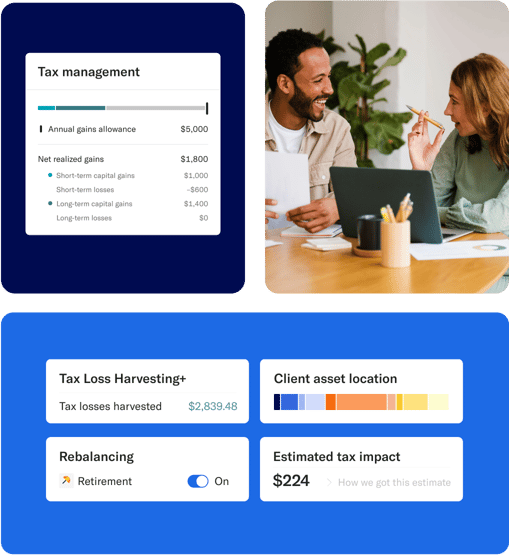 Tax management
Annual gains allowance $5,000
Net realized gains $1,800
Short-term capital gains $1,000
Short-term losses -$600
Long-term capital gains $1,400
Long-term losses $0
Tax Loss Harvesting+
Tax losses harvested $2,839.48
Client asset location
Rebalancing
Retirement On
Estimated tax impact
$224 How we got this estimate